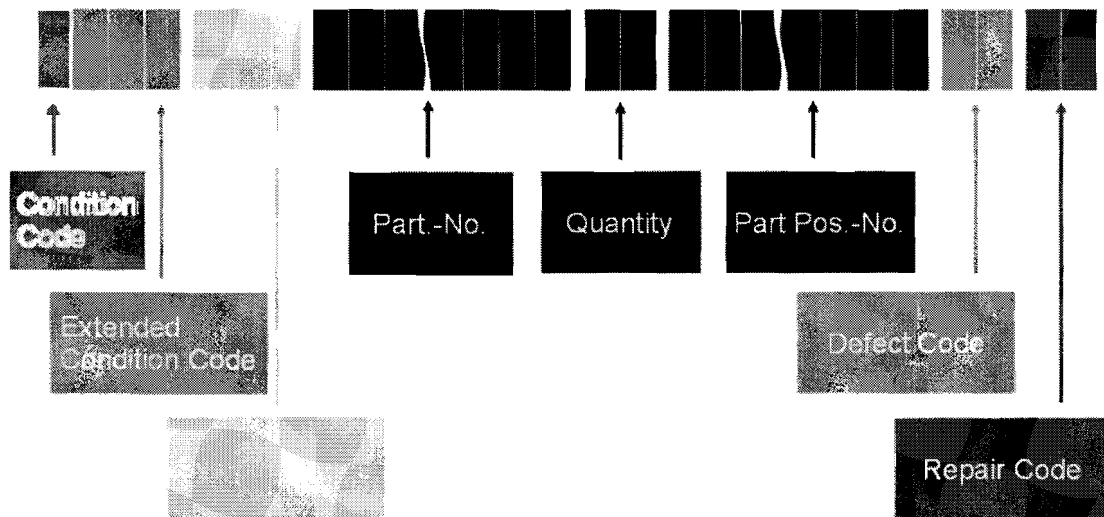 Condition
Code
Part.-No.
Quantity
Part Pos.-No.
Extended
Condition Code
Defect Code
Repair Code